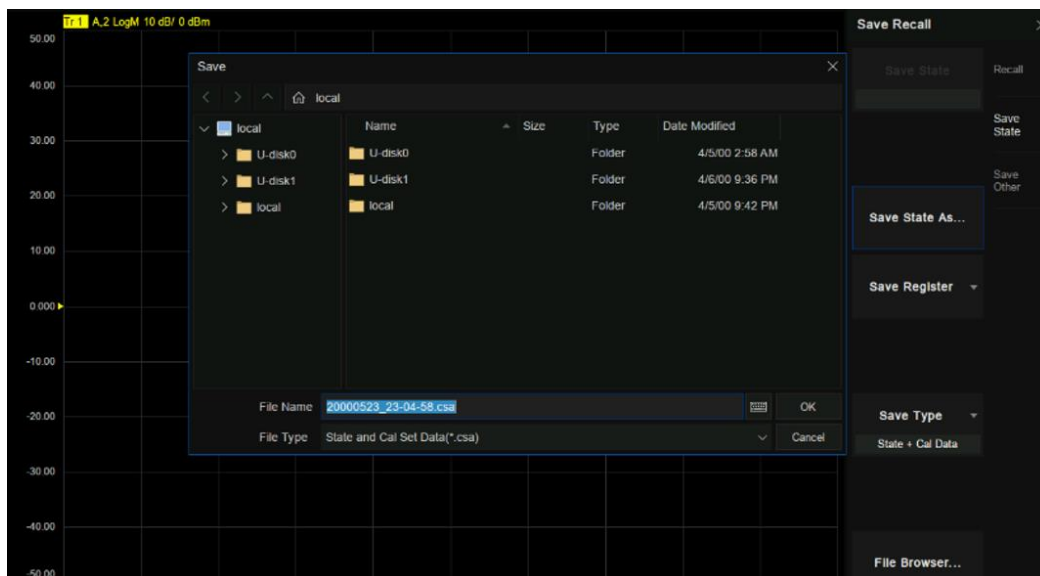 Tr 1 A,2 LogM 10 dB/ 0 dBm
50.00
40.00
30.00
20.00
10.00
0.000
-10.00
-20.00
-30.00
-40.00
-50.00
Save
local
local
U-disk0
U-disk1
local
Name Size Type Date Modified
U-disk0 Folder 4/5/00 2:58 AM
U-disk1 Folder 4/6/00 9:36 PM
local Folder 4/5/00 9:42 PM
File Name 20000523_23-04-58.csa OK
File Type State and Cal Set Data(*.csa) Cancel
Save Recall
Save State
Save State As...
Save Register
Save Type
State + Cal Data
File Browser...
Recall
Save
State
Save
Other